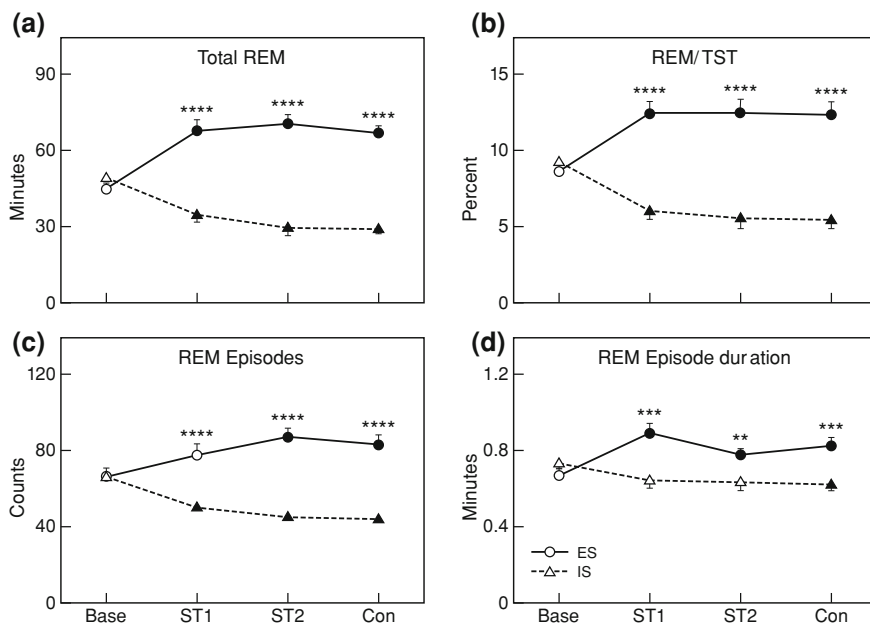 (a)
Total REM
Minutes
90
60
30
0
****
****
****
(b)
REM/TST
Percent
15
10
5
0
****
****
****
(c)
REM Episodes
Counts
120
80
40
0
****
****
****
Base ST1 ST2 Con
(d)
REM Episode duration
Minutes
1.2
0.8
0.4
0
***
**
***
ES
IS
Base ST1 ST2 Con